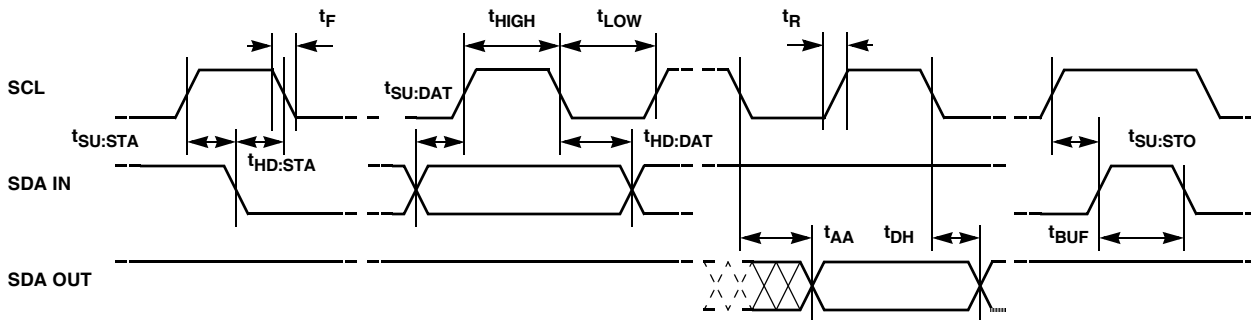 tF
tHIGH
tLOW
tR
SCL
tSU:DAT
tSU:STA
tHD:STA
tHD:DAT
tSU:STO
SDA IN
tAA
tDH
tBUF
SDA OUT